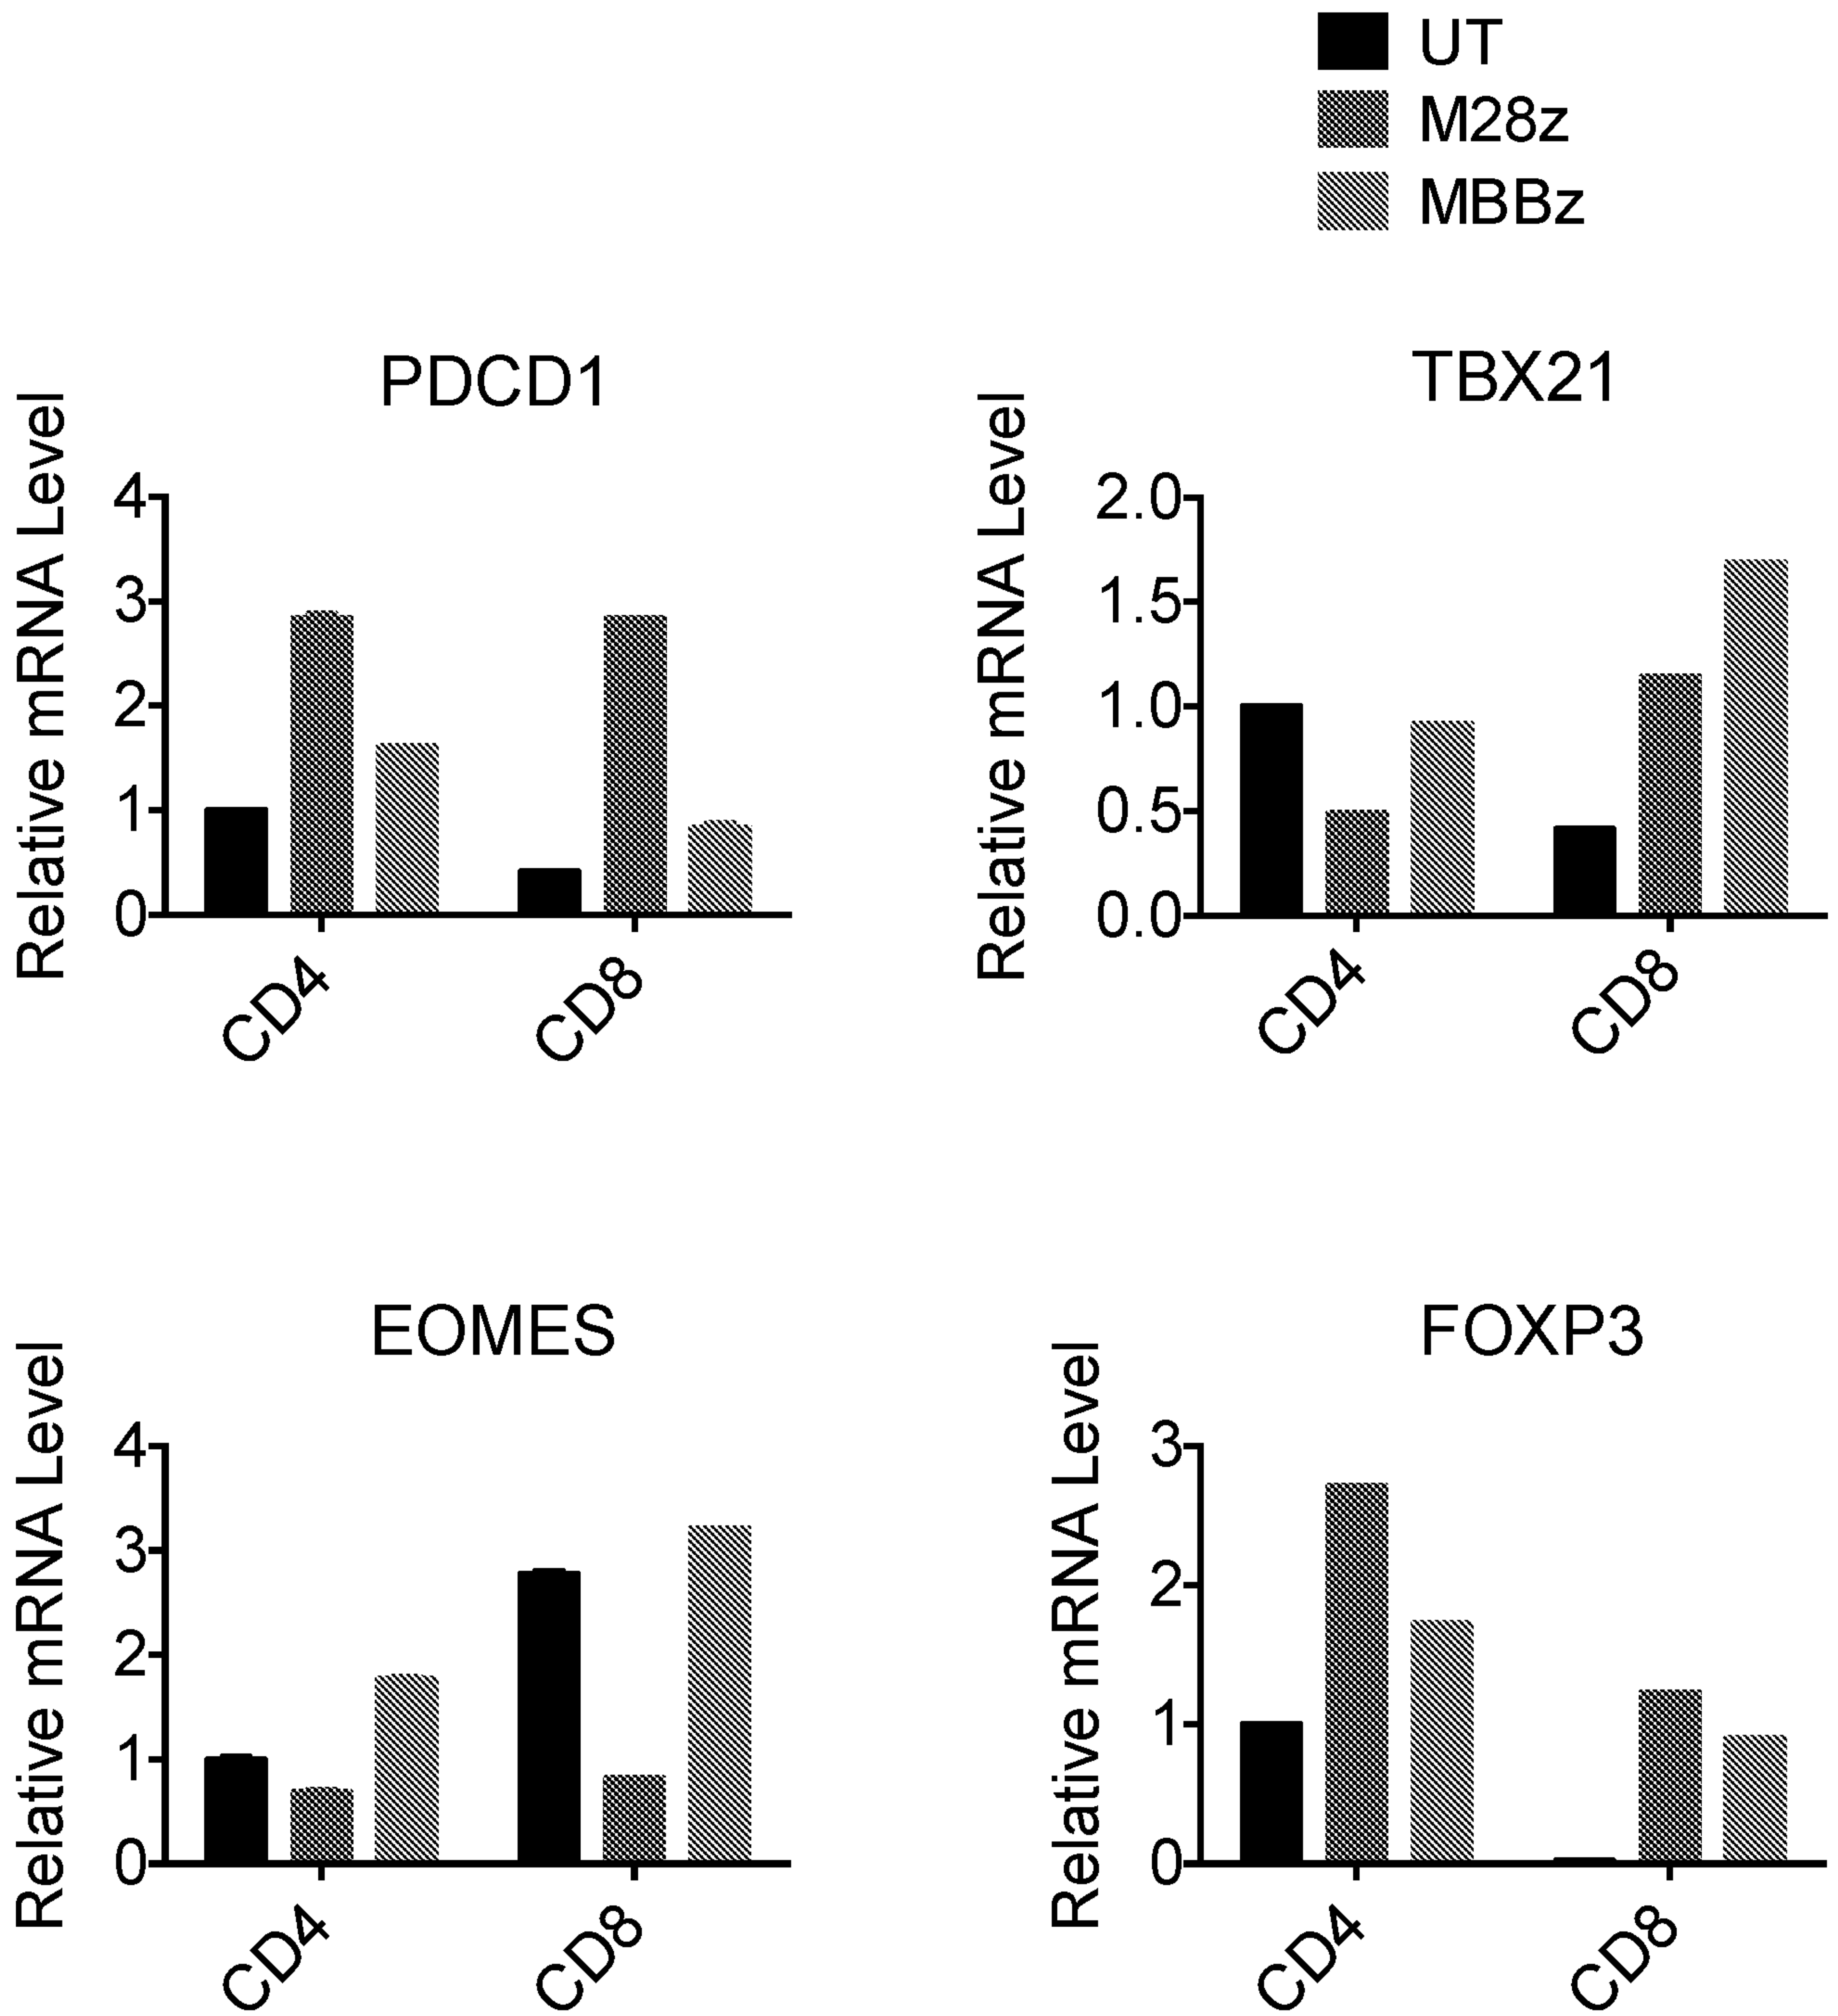 UT
M28z
MBBz
PDCD1
Relative mRNA Level
4
3
2
1
0
CD4
CD8
TBX21
Relative mRNA Level
2.0
1.5
1.0
0.5
0.0
CD4
CD8
EOMES
Relative mRNA Level
4
3
2
1
0
CD4
CD8
FOXP3
Relative mRNA Level
3
2
1
0
CD4
CD8